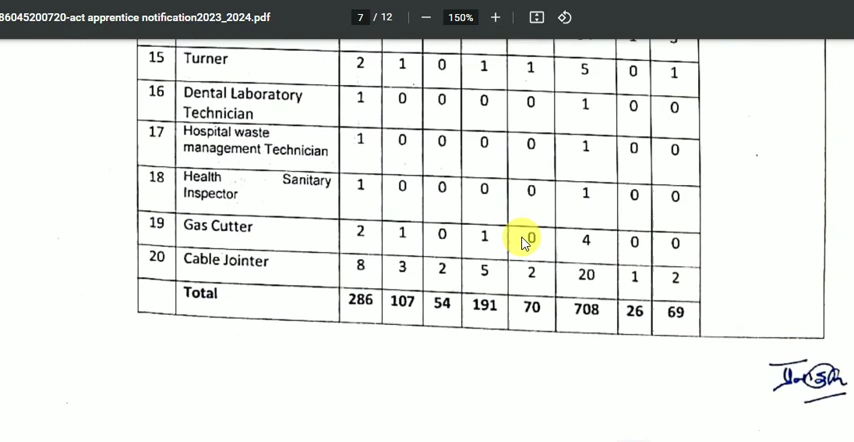 86045200720-act apprentice notification2023_2024.pdf 7 / 12 — 150% +
15 Turner 2 1 0 1 1 5 0 1
16 Dental Laboratory Technician 1 0 0 0 0 1 0 0
17 Hospital waste management Technician 1 0 0 0 0 1 0 0
18 Health Sanitary Inspector 1 0 0 0 0 1 0 0
19 Gas Cutter 2 1 0 1 0 4 0 0
20 Cable Jointer 8 3 2 5 2 20 1 2
Total 286 107 54 191 70 708 26 69